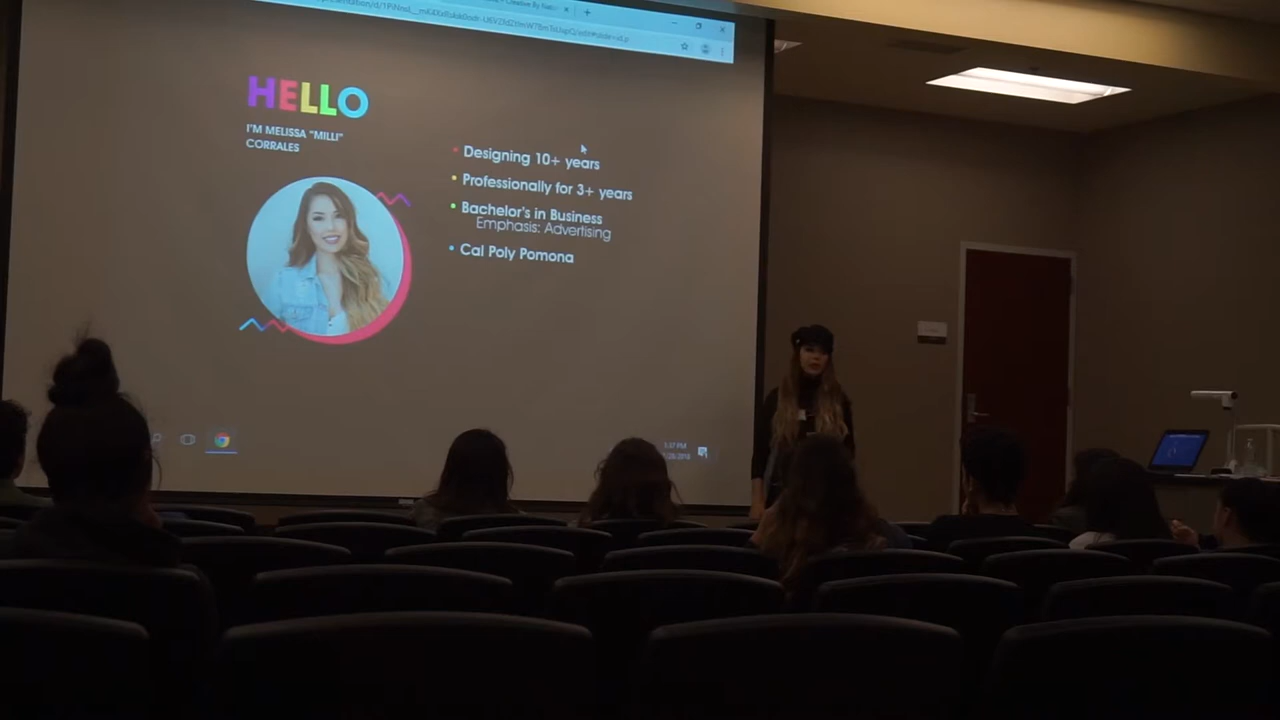 HELLO
I'M MELISSA "MILLI"
CORRALES
Designing 10+ years
Professionally for 3+ years
Bachelor's in Business
Emphasis: Advertising
Cal Poly Pomona